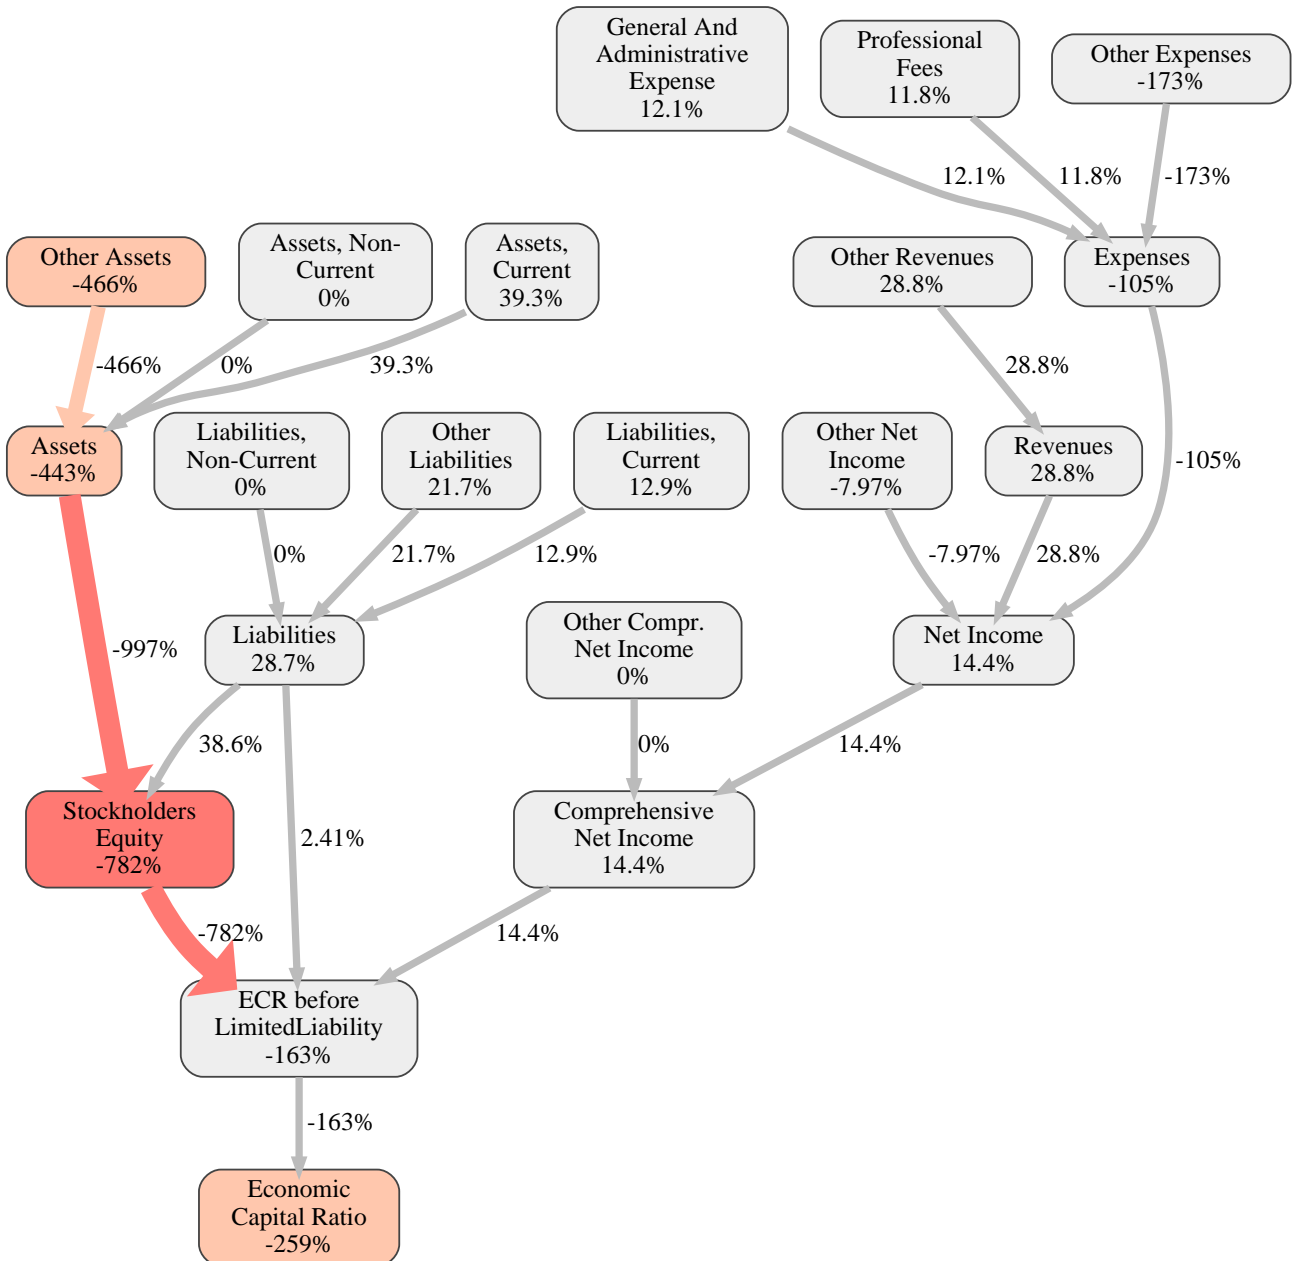 General And
Administrative
Expense
12.1%
Professional
Fees
11.8%
Other Expenses
-173%
12.1%
11.8%
-173%
Other Assets
-466%
Assets, Non-
Current
0%
Assets,
Current
39.3%
Other Revenues
28.8%
Expenses
-105%
-466%
0%
39.3%
28.8%
Assets
-443%
Liabilities,
Non-Current
0%
Other
Liabilities
21.7%
Liabilities,
Current
12.9%
Other Net
Income
-7.97%
Revenues
28.8%
-105%
0%
21.7%
12.9%
-7.97%
28.8%
-997%
Liabilities
28.7%
Other Compr.
Net Income
0%
Net Income
14.4%
38.6%
0%
14.4%
Stockholders
Equity
-782%
2.41%
Comprehensive
Net Income
14.4%
-782%
14.4%
ECR before
LimitedLiability
-163%
-163%
Economic
Capital Ratio
-259%